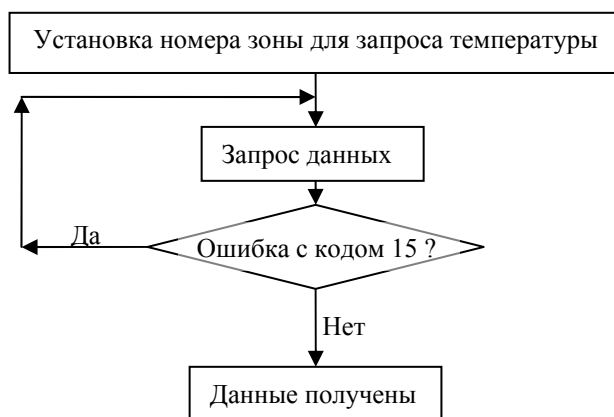 Установка номера зоны для запроса температуры
Запрос данных
Да
Ошибка с кодом 15 ?
Нет
Данные получены